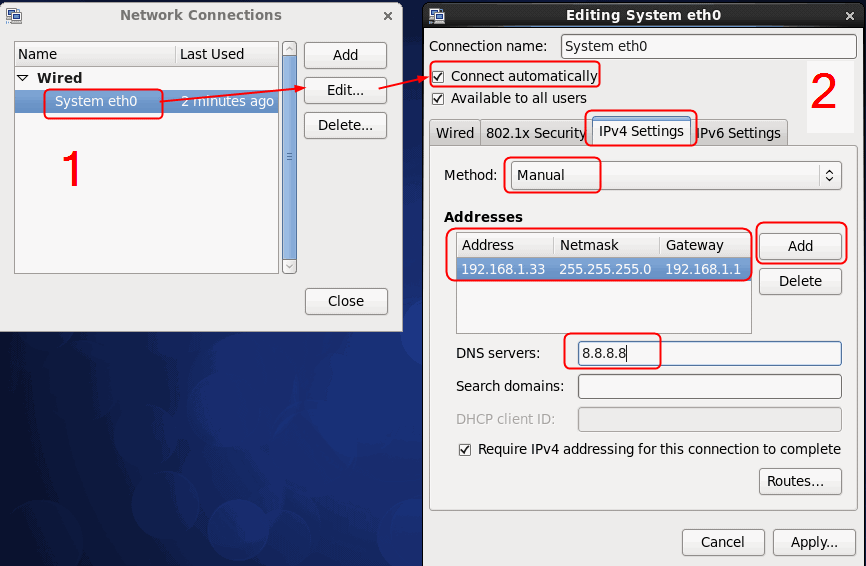 Network Connections
Name Last Used
Wired
System eth0 2 minutes ago
Add
Edit...
Delete...
1
Close
Editing System eth0
Connection name: System eth0
Connect automatically
Available to all users
2
Wired 802.1x Security IPv4 Settings IPv6 Settings
Method: Manual
Addresses
Address Netmask Gateway
192.168.1.33 255.255.255.0 192.168.1.1
Add
Delete
DNS servers: 8.8.8.8
Search domains:
DHCP client ID:
Require IPv4 addressing for this connection to complete
Routes...
Cancel Apply...